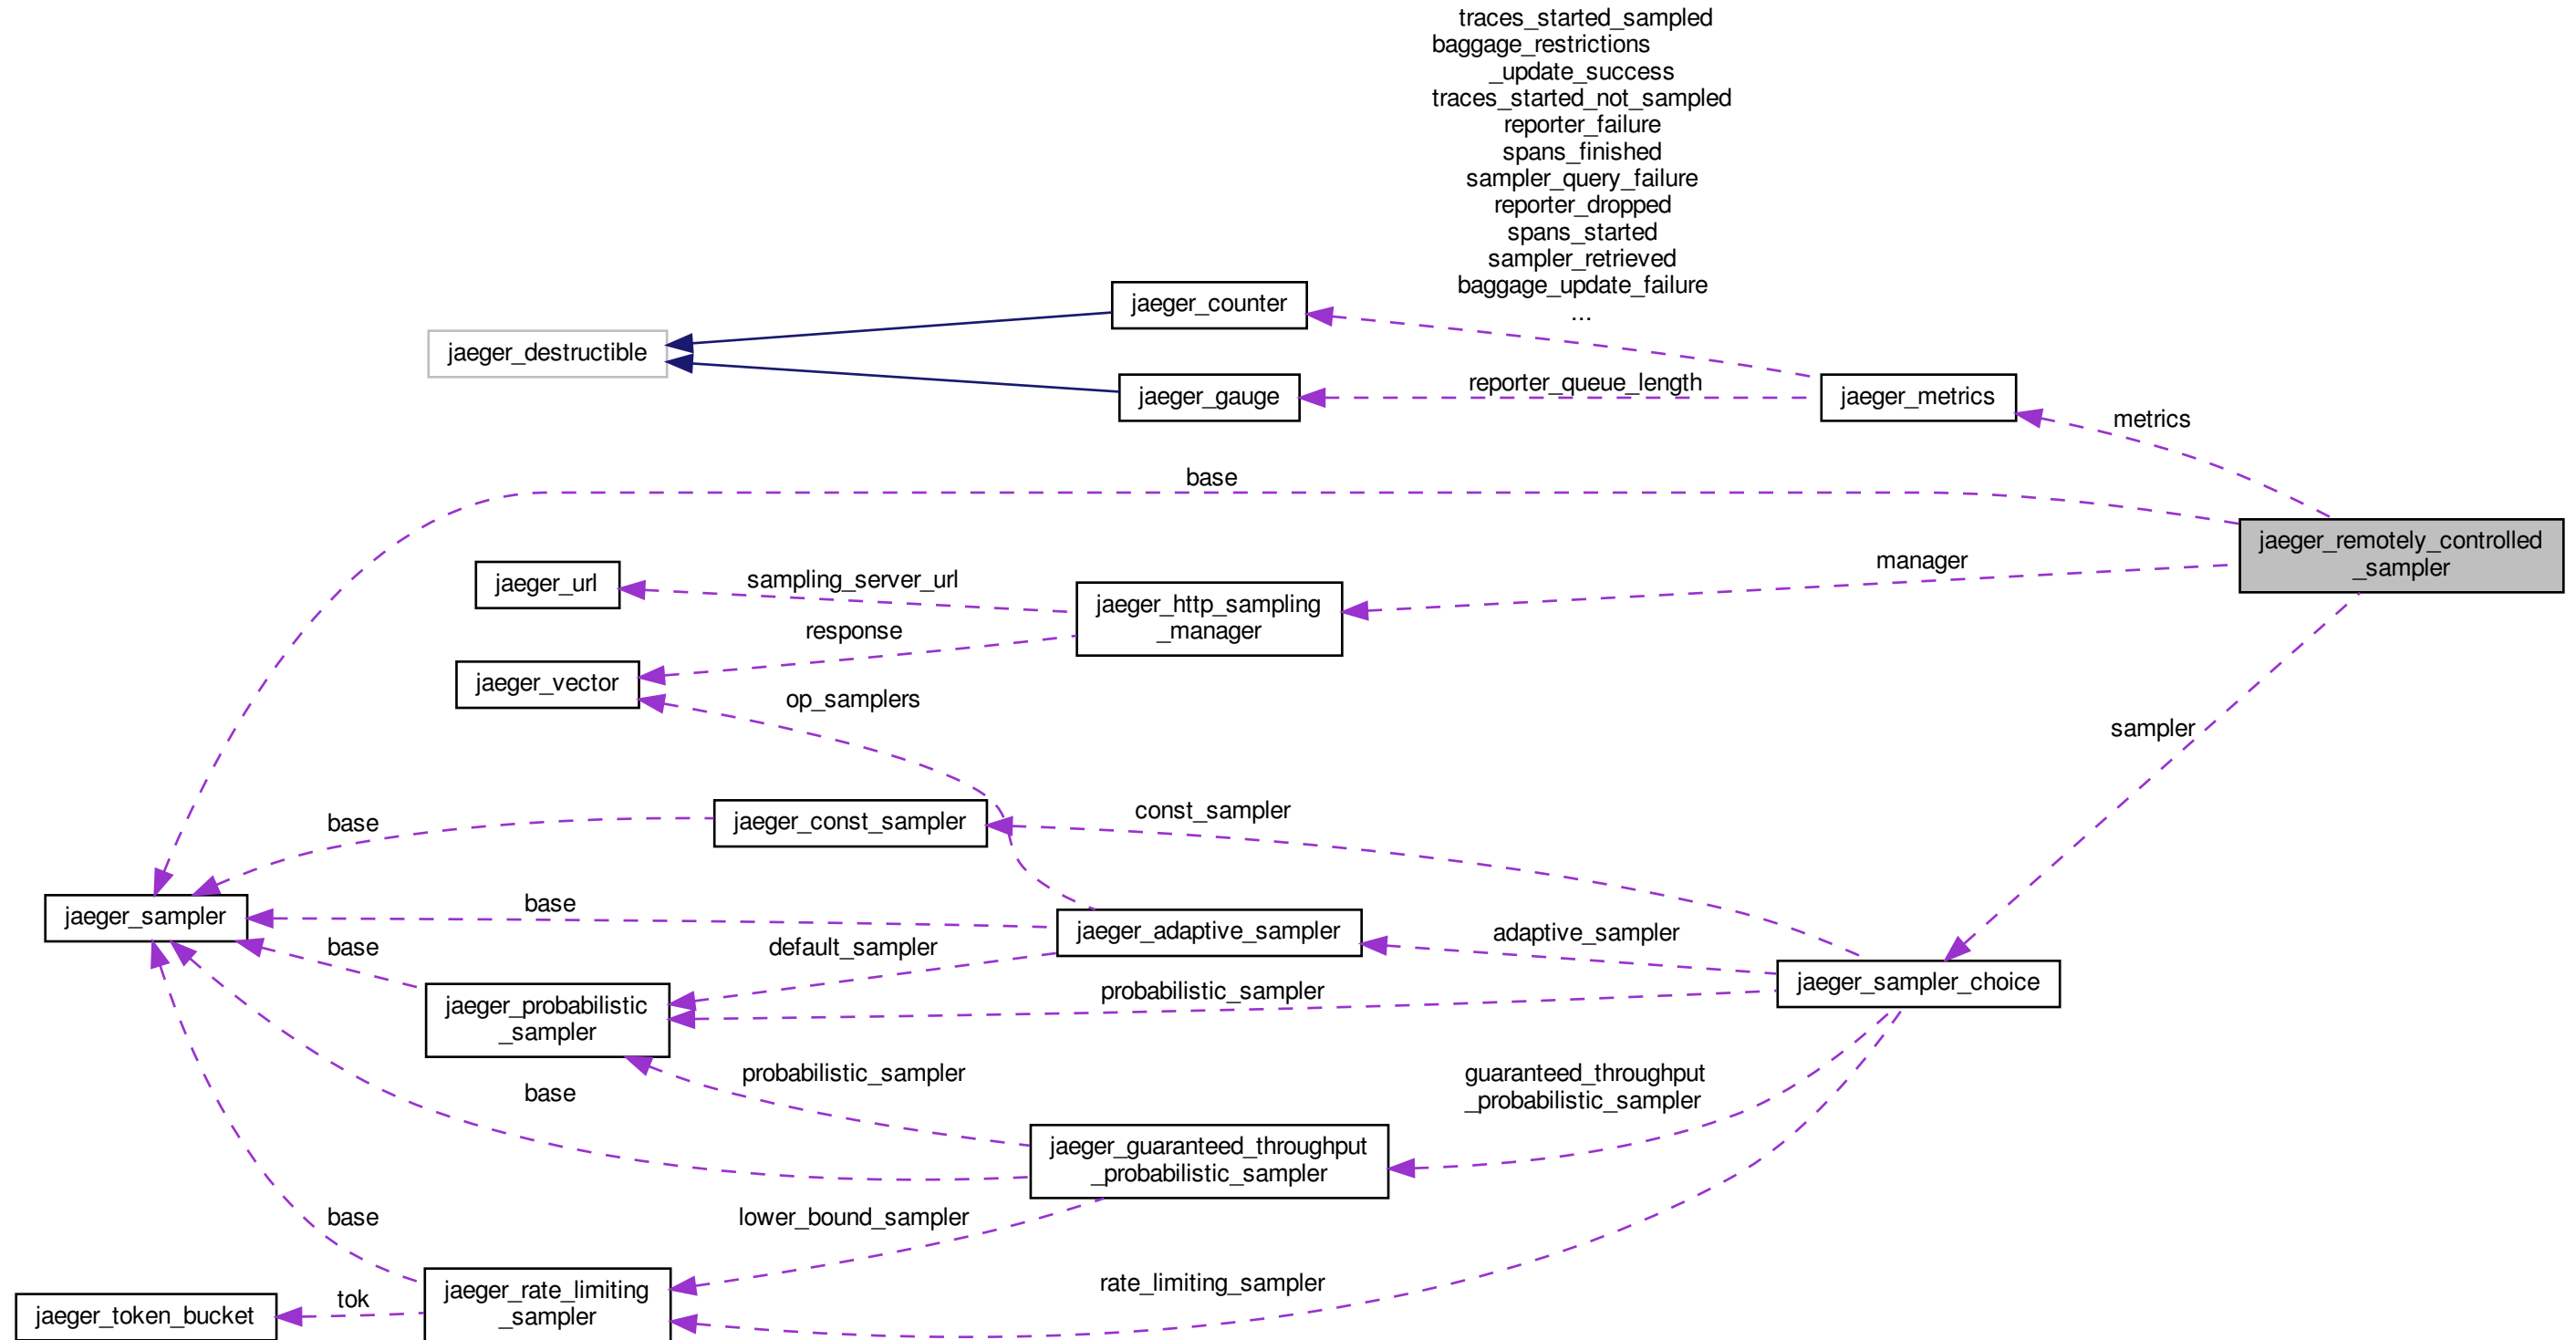 traces_started_sampled
baggage_restrictions
_update_success
traces_started_not_sampled
reporter_failure
spans_finished
sampler_query_failure
reporter_dropped
spans_started
sampler_retrieved
baggage_update_failure
...
jaeger_counter
jaeger_destructible
reporter_queue_length
jaeger_gauge
jaeger_metrics
metrics
base
jaeger_remotely_controlled
_sampler
manager
jaeger_url
sampling_server_url
jaeger_http_sampling
_manager
response
jaeger_vector
op_samplers
sampler
const_sampler
jaeger_const_sampler
base
jaeger_sampler
base
jaeger_adaptive_sampler
adaptive_sampler
base
default_sampler
jaeger_sampler_choice
probabilistic_sampler
jaeger_probabilistic
_sampler
probabilistic_sampler
base
guaranteed_throughput
_probabilistic_sampler
jaeger_guaranteed_throughput
_probabilistic_sampler
base
lower_bound_sampler
rate_limiting_sampler
jaeger_rate_limiting
_sampler
tok
jaeger_token_bucket